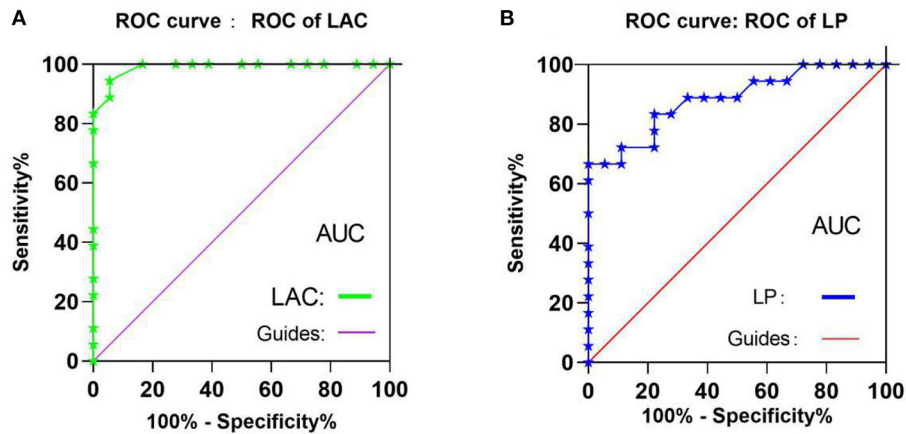 A
ROC curve : ROC of LAC
100
80
60
40
20
0
Sensitivity%
AUC
LAC:
Guides:
0 20 40 60 80 100
100% - Specificity%
B
ROC curve: ROC of LP
100
80
60
40
20
0
Sensitivity%
AUC
LP:
Guides:
0 20 40 60 80 100
100% - Specificity%